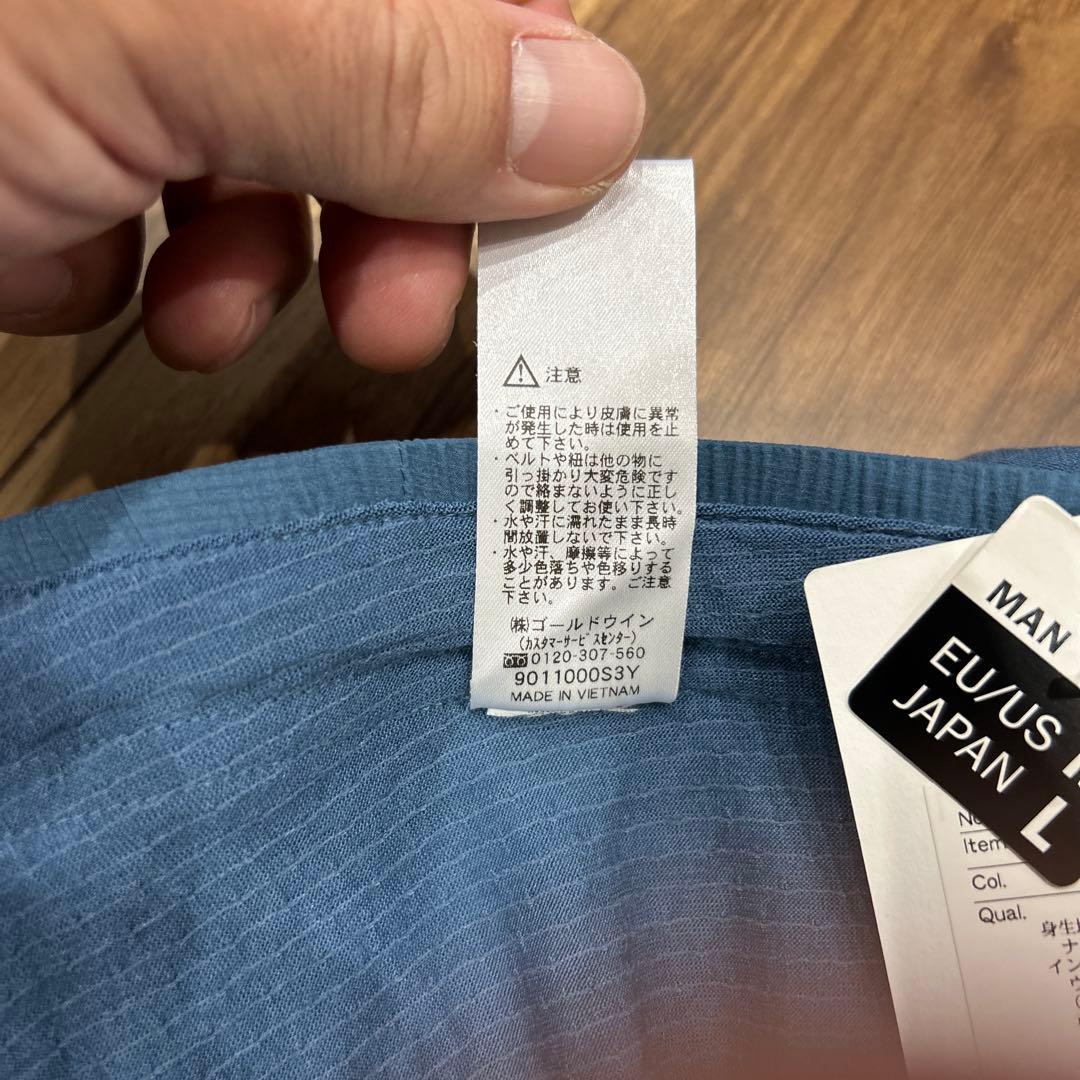 注意
・ご使用により皮膚に異常
が発生した時は使用を止
めて下さい。
・ベルトや紐は他の物に
引っ掛かり大変危険です
ので絡まないように正し
く調整してお使い下さい。
・水や汗に濡れたまま長時
間放置しないで下さい。
・水や汗、摩擦等によって
多少色落ちや色移りする
ことがあります。ご注意
下さい。
㈱ゴールドウイン
(ｶｽﾀﾏｰｻｰﾋﾞｽｾﾝﾀｰ)
0120-307-560
9011000S3Y
MADE IN VIETNAM
MAN
EU/US
JAPAN L
Item
Col.
Qual.
身生地
ナ
イン
ウ